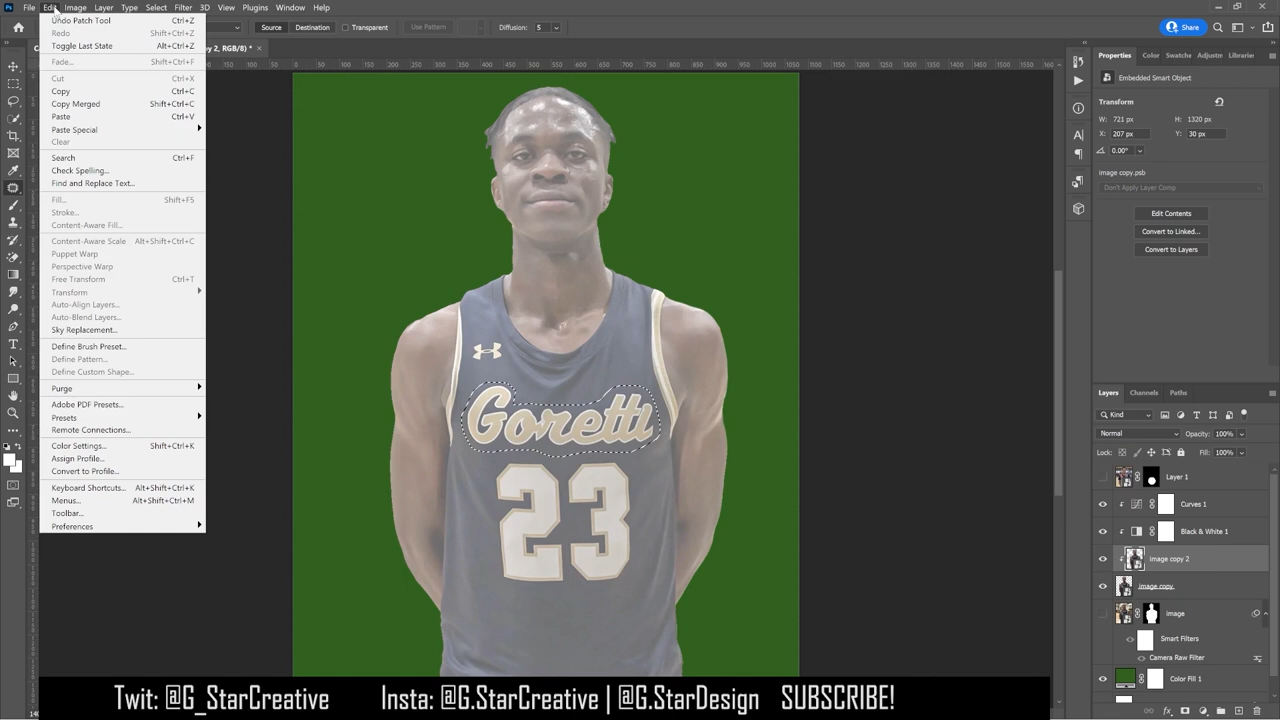 File Edit Image Layer Type Select Filter 3D View Plugins Window Help
Share
Source Destination Transparent Use Pattern Diffusion: 5
py 2, RGB/8) *
Undo Patch Tool Ctrl+Z
Redo Shift+Ctrl+Z
Toggle Last State Alt+Ctrl+Z
Fade... Shift+Ctrl+F
Cut Ctrl+X
Copy Ctrl+C
Copy Merged Shift+Ctrl+C
Paste Ctrl+V
Paste Special
Clear
Search Ctrl+F
Check Spelling...
Find and Replace Text...
Fill... Shift+F5
Stroke...
Content-Aware Fill...
Content-Aware Scale Alt+Shift+Ctrl+C
Puppet Warp
Perspective Warp
Free Transform Ctrl+T
Transform
Auto-Align Layers...
Auto-Blend Layers...
Sky Replacement...
Define Brush Preset...
Define Pattern...
Define Custom Shape...
Purge
Adobe PDF Presets...
Presets
Remote Connections...
Color Settings... Shift+Ctrl+K
Assign Profile...
Convert to Profile...
Keyboard Shortcuts... Alt+Shift+Ctrl+K
Menus... Alt+Shift+Ctrl+M
Toolbar...
Preferences
Goretti
23
Properties Color Swatche Adjustm Librarie
Embedded Smart Object
Transform
W: 721 px H: 1320 px
X: 207 px Y: 30 px
0.00°
image copy.psb
Don't Apply Layer Comp
Edit Contents
Convert to Linked...
Convert to Layers
Layers Channels Paths
Kind
Normal Opacity: 100%
Lock: Fill: 100%
Layer 1
Curves 1
Black & White 1
image copy 2
image copy
image
Smart Filters
Camera Raw Filter
Color Fill 1
Twit: @G_StarCreative Insta: @G.StarCreative | @G.StarDesign SUBSCRIBE!